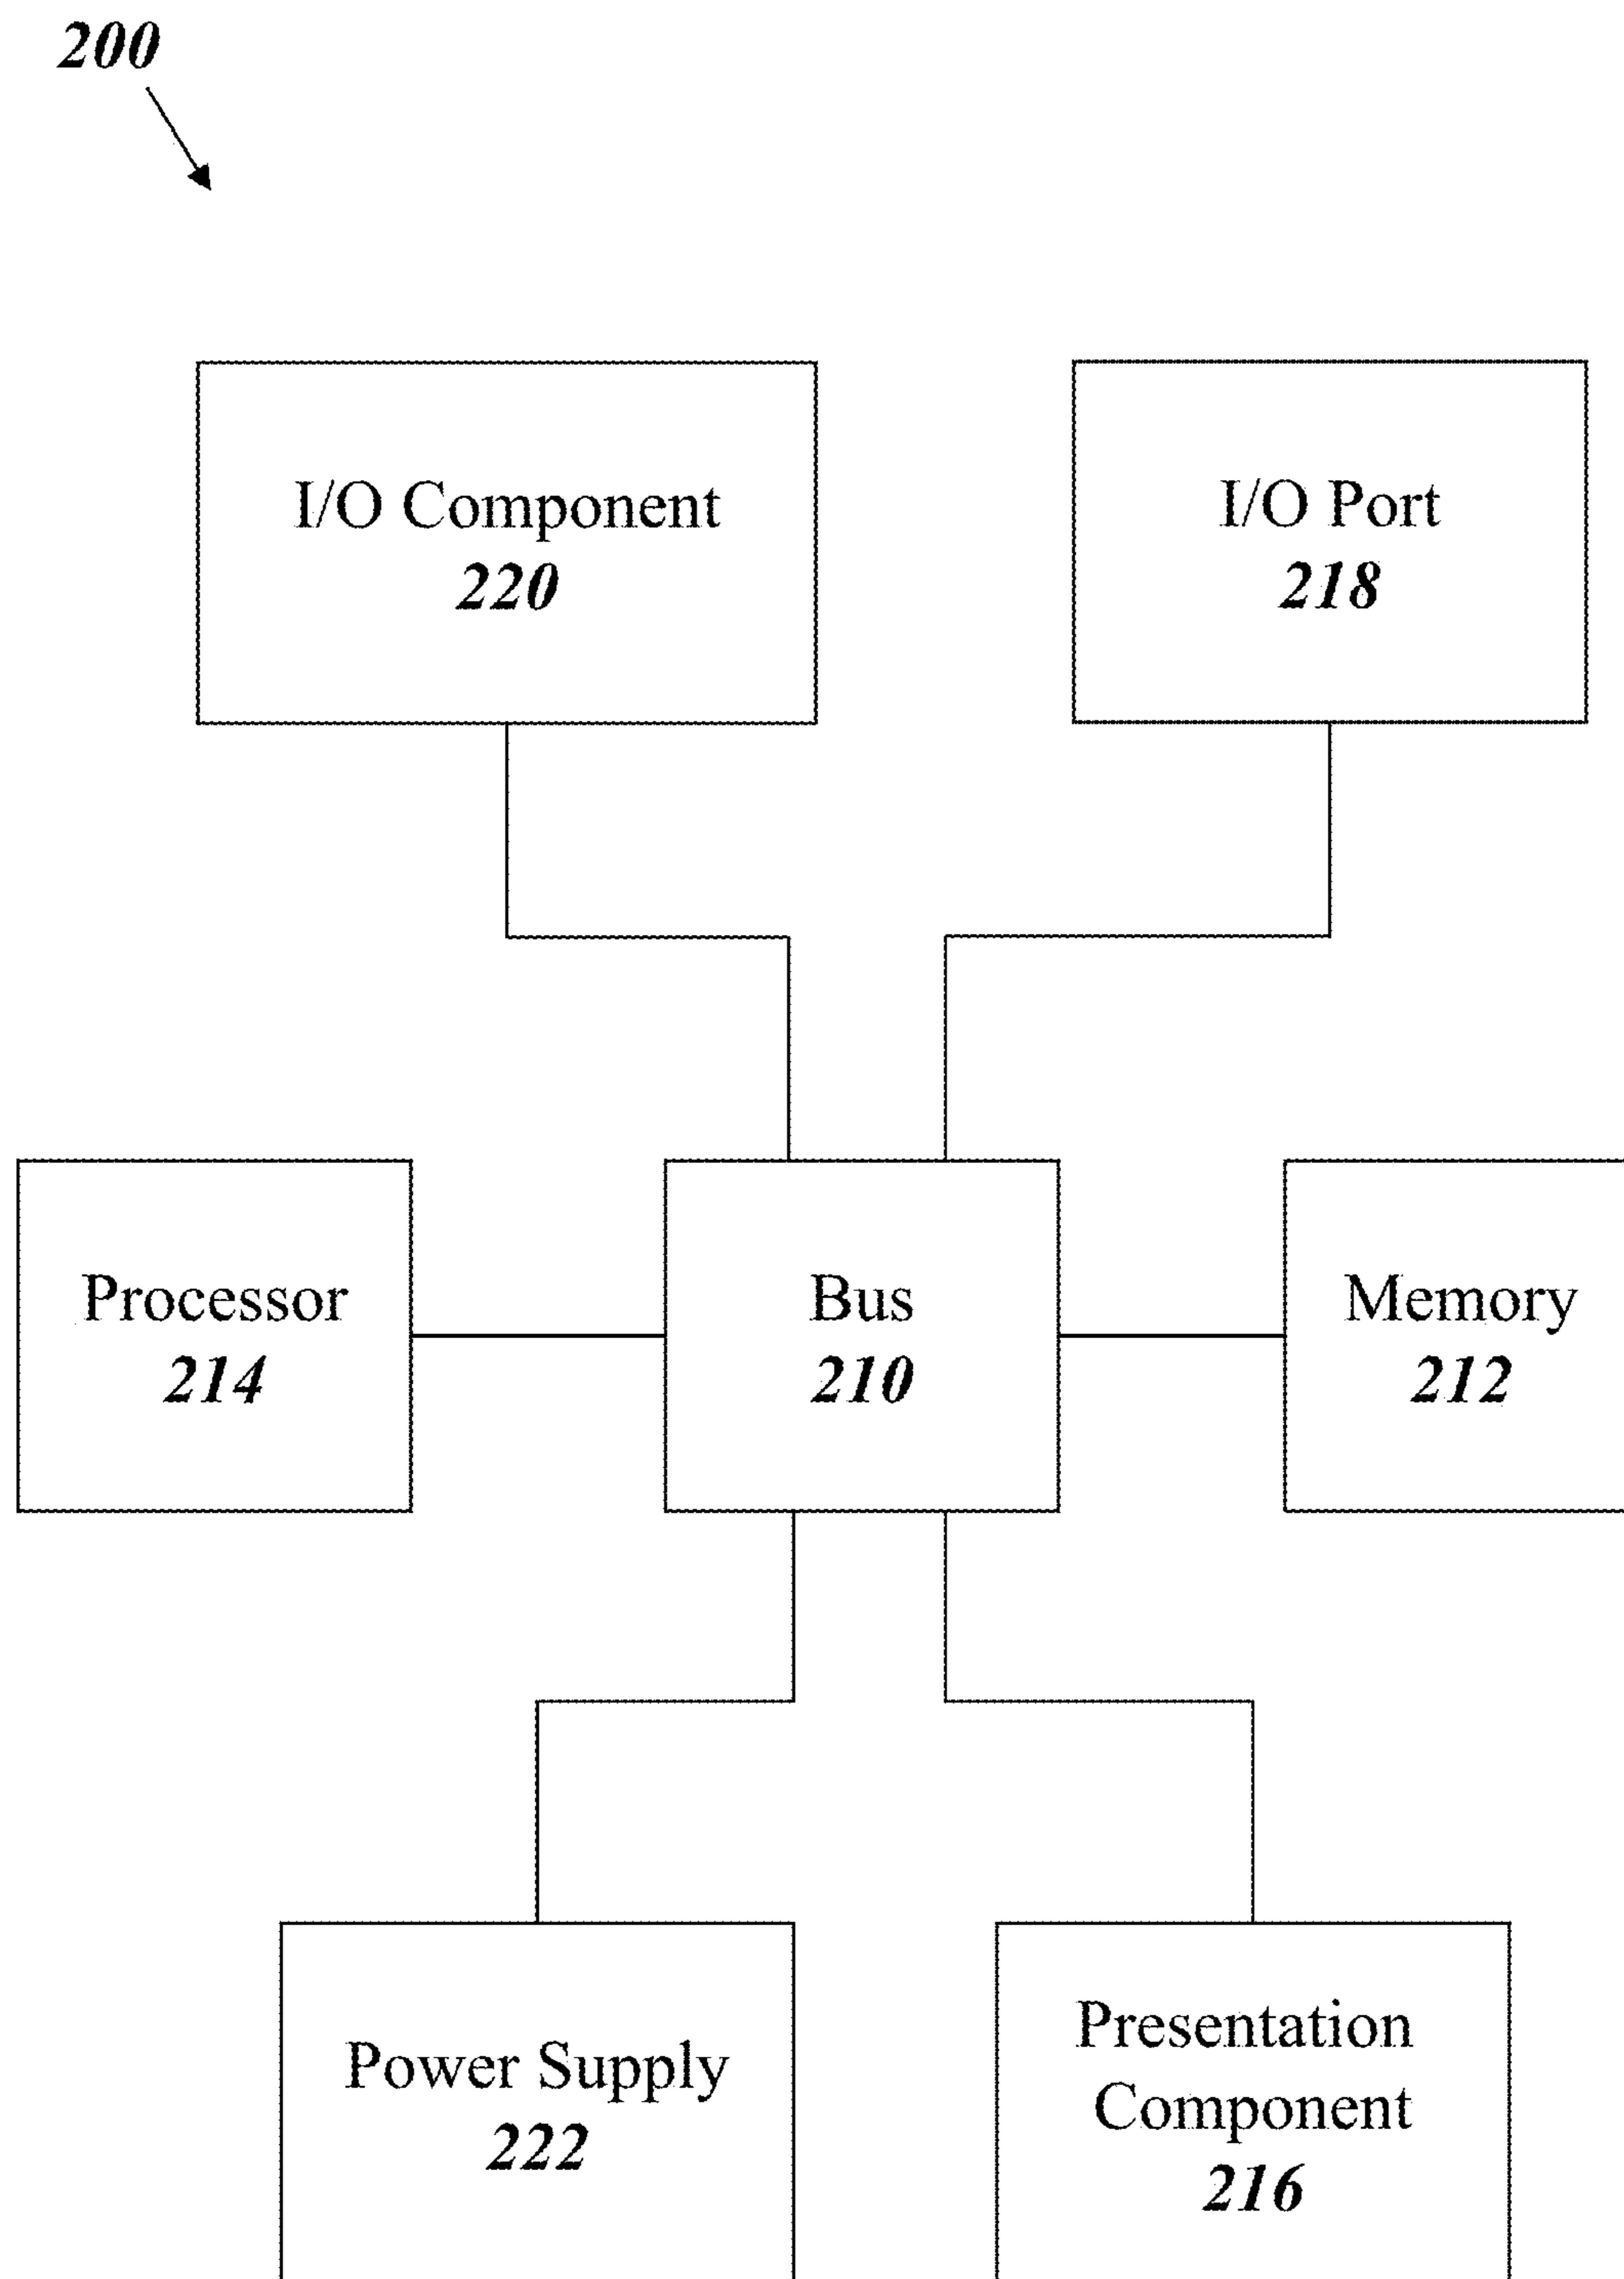 200
I/O Component
220
I/O Port
218
Processor
214
Bus
210
Memory
212
Power Supply
222
Presentation
Component
216